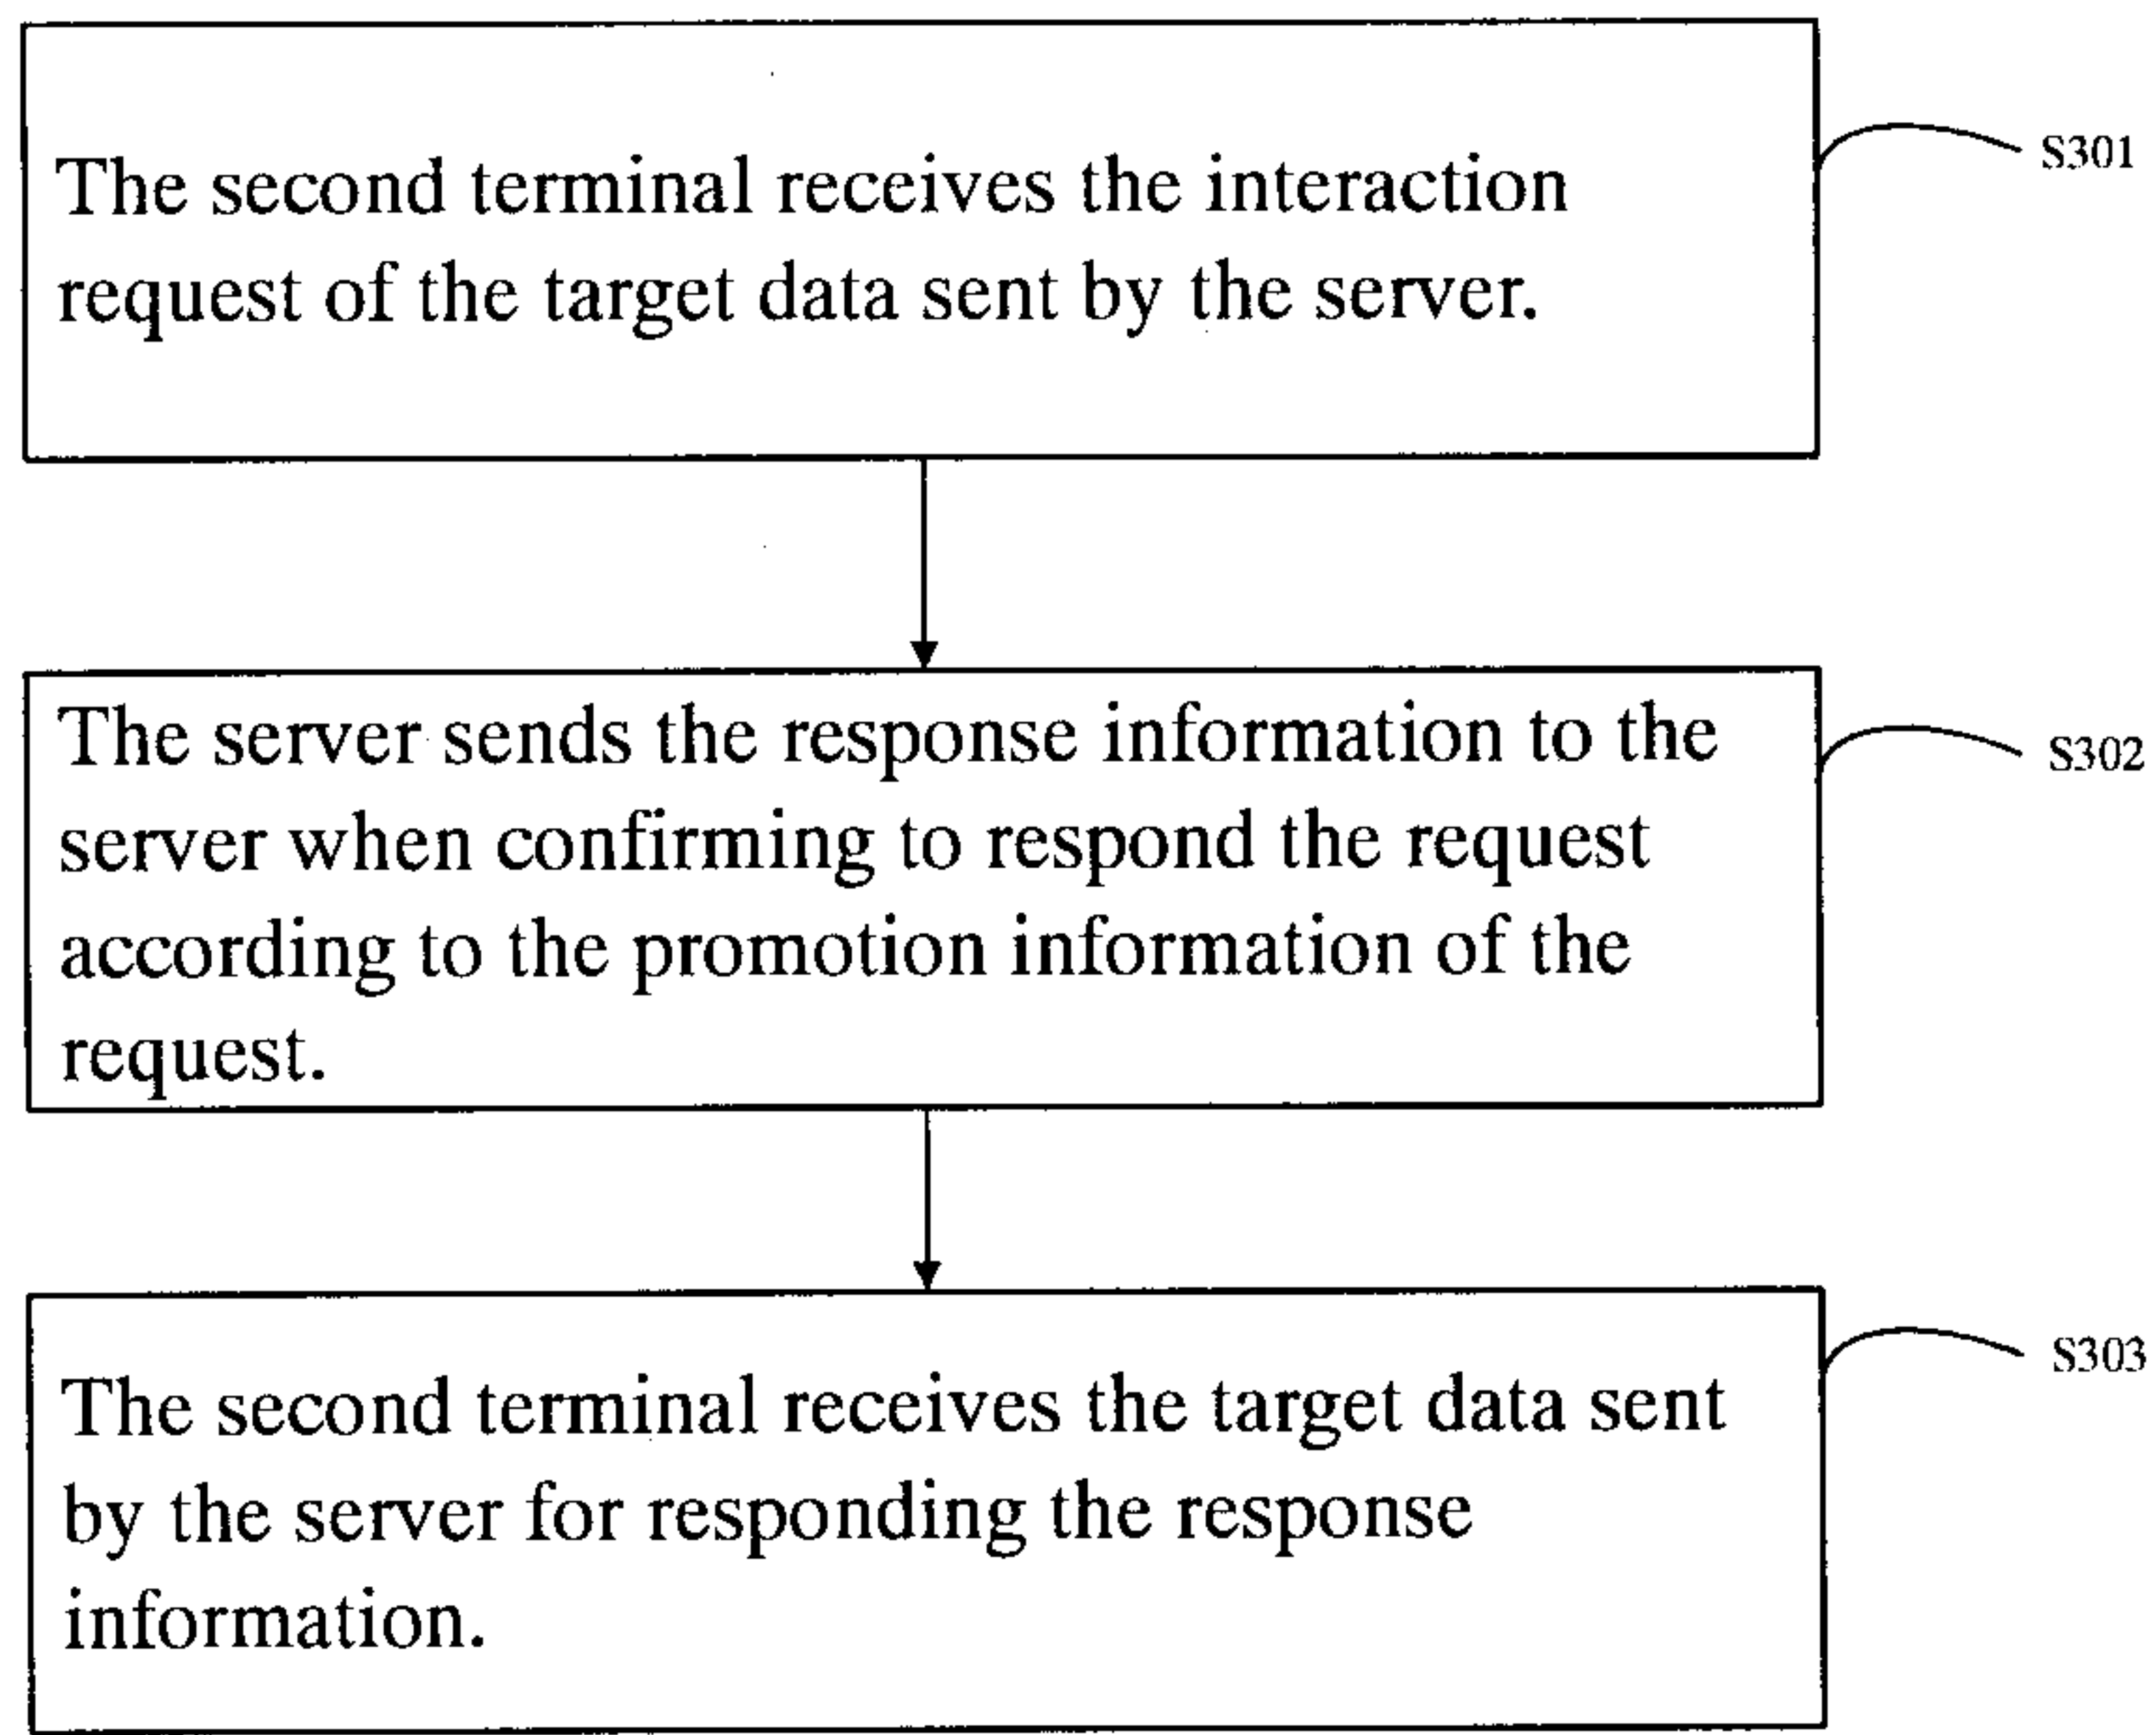 The second terminal receives the interaction
request of the target data sent by the server.
S301
The server sends the response information to the
server when confirming to respond the request
according to the promotion information of the
request.
S302
The second terminal receives the target data sent
by the server for responding the response
information.
S303